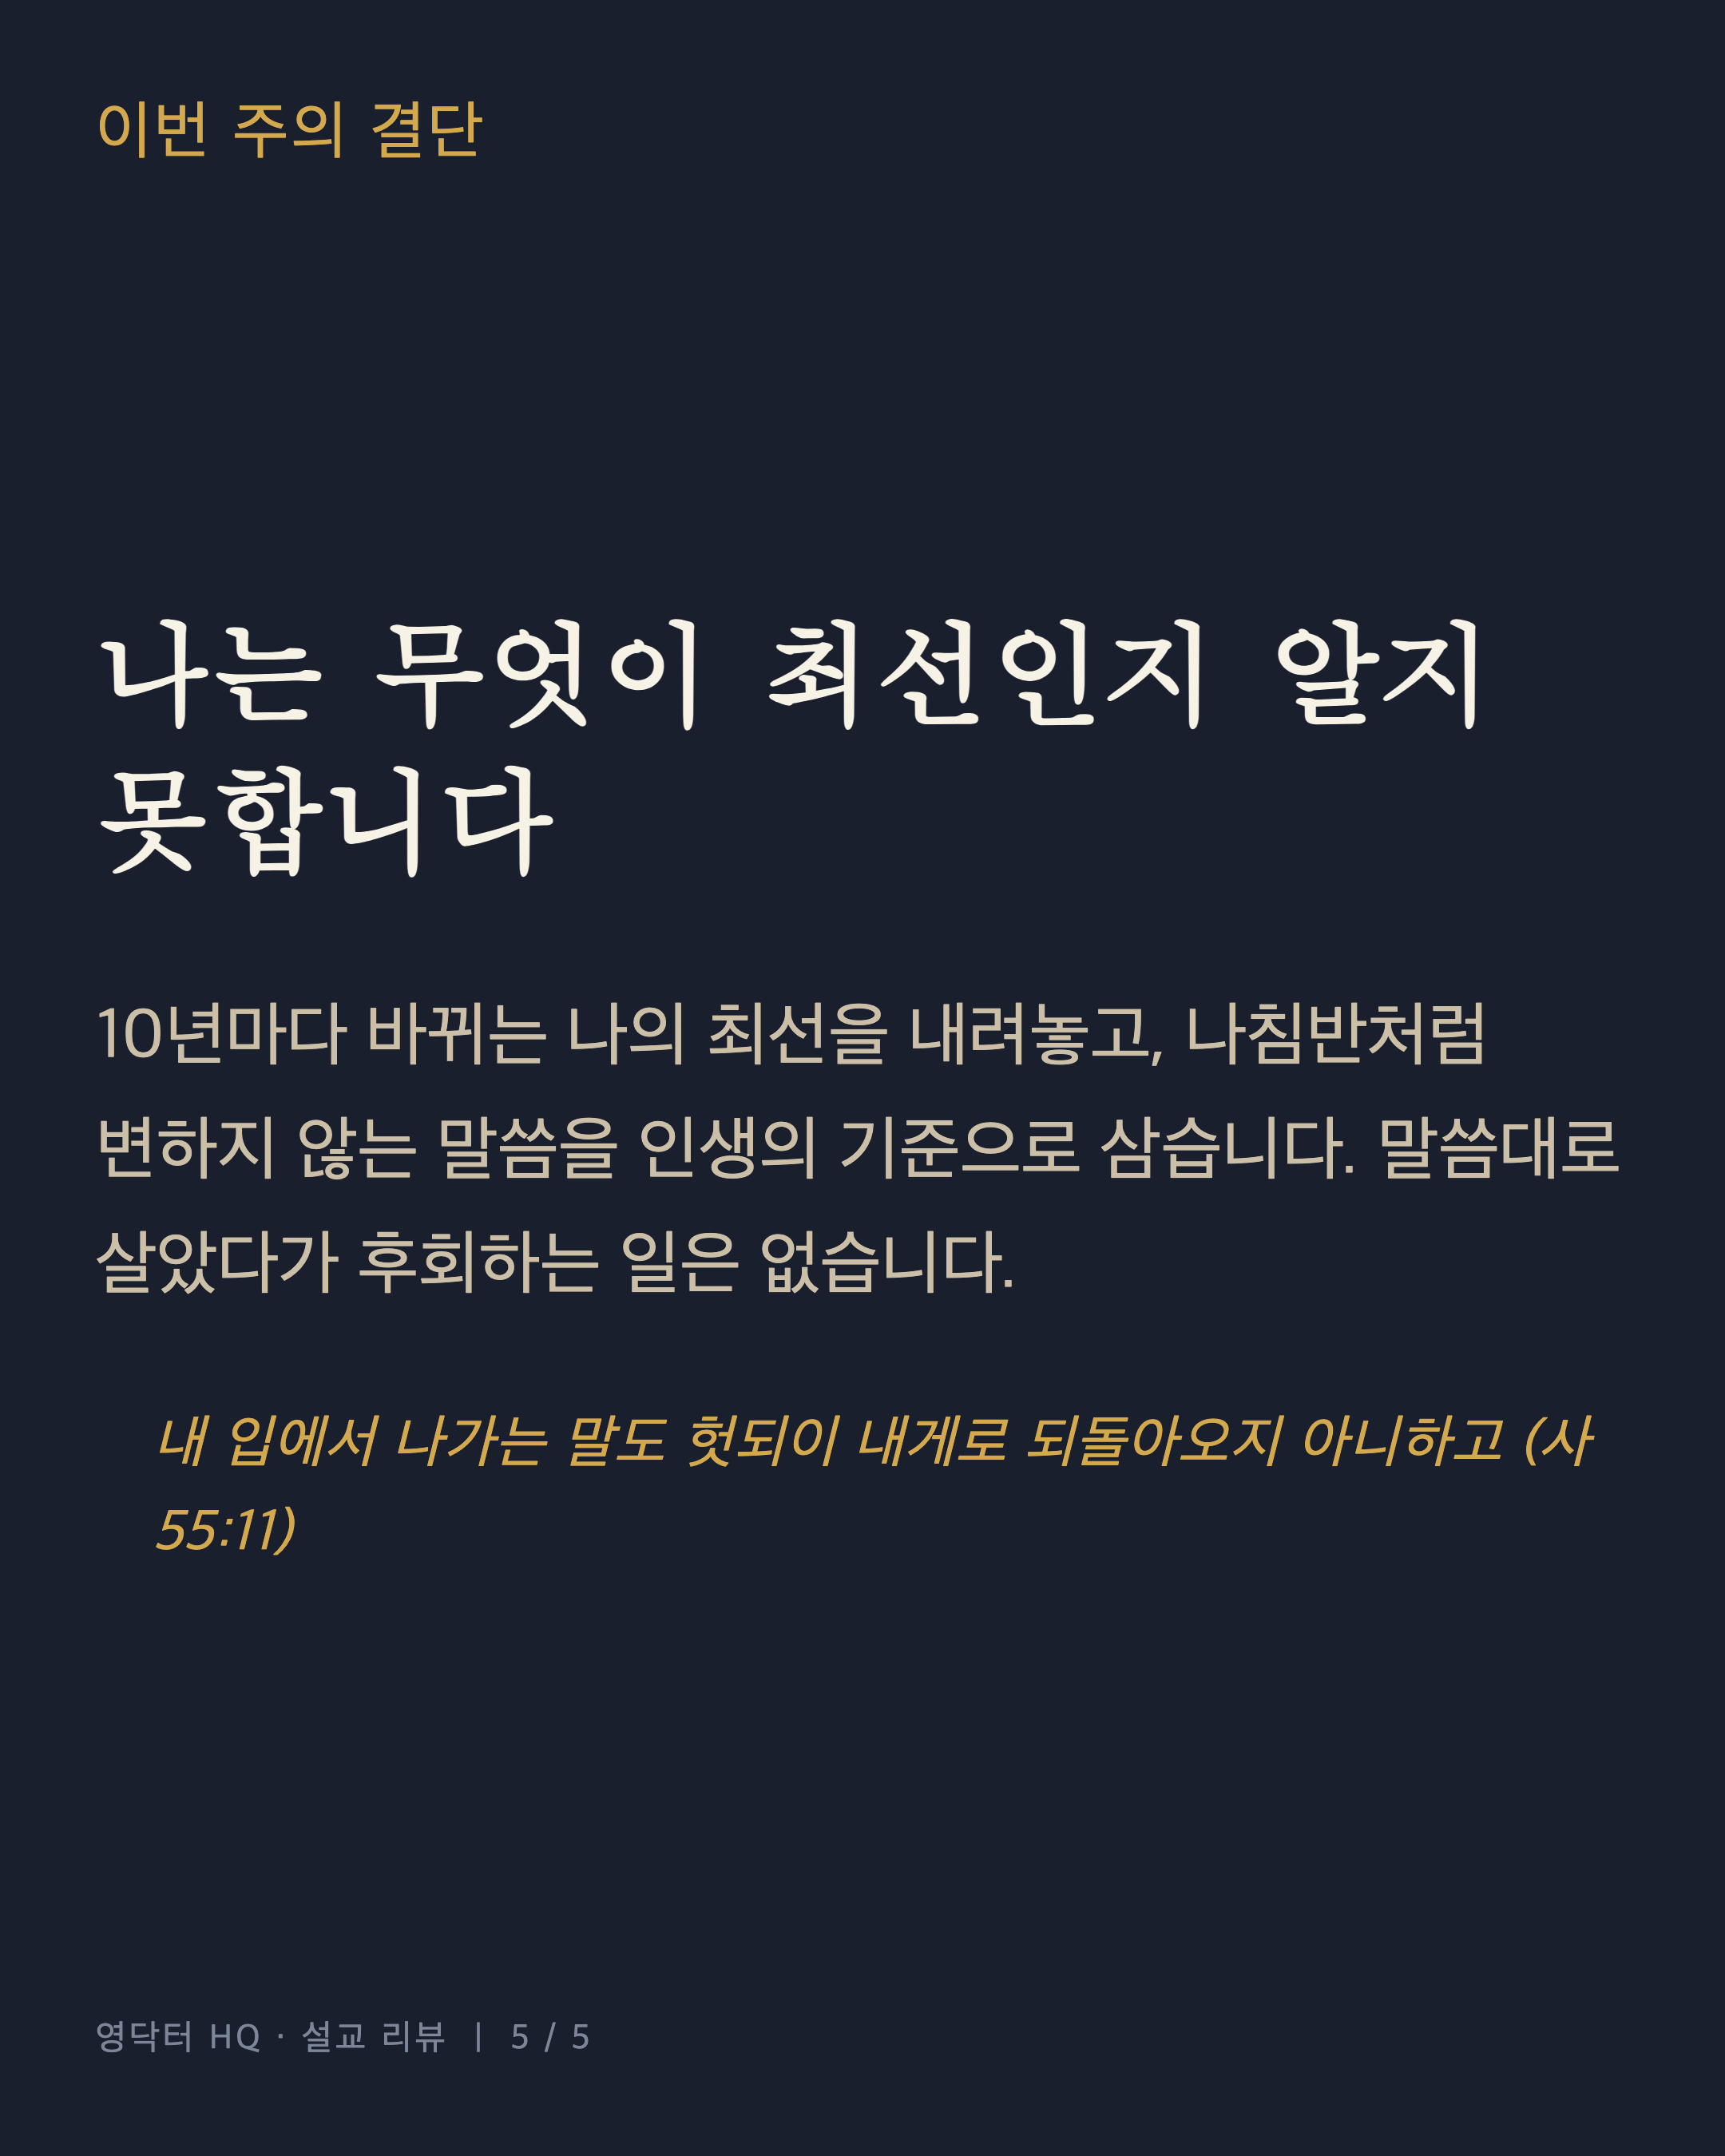 이번 주의 결단
나는 무엇이 최선인지 알지
못합니다
10년마다 바뀌는 나의 최선을 내려놓고, 나침반처럼
변하지 않는 말씀을 인생의 기준으로 삼습니다. 말씀대로
살았다가 후회하는 일은 없습니다.
내 입에서 나가는 말도 헛되이 내게로 되돌아오지 아니하고 (사
55:11)
영닥터 HQ · 설교 리뷰 | 5 / 5